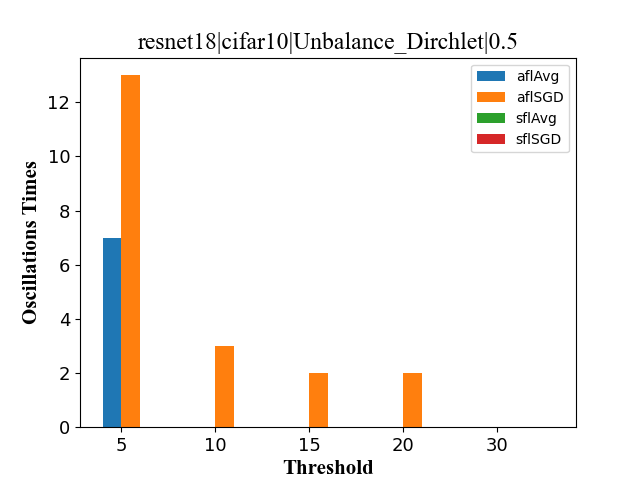 resnet18|cifar10|Unbalance_Dirchlet|0.5
aflAvg
aflSGD
sflAvg
sflSGD
Oscillations Times
12
10
8
6
4
2
0
5 10 15 20 30
Threshold